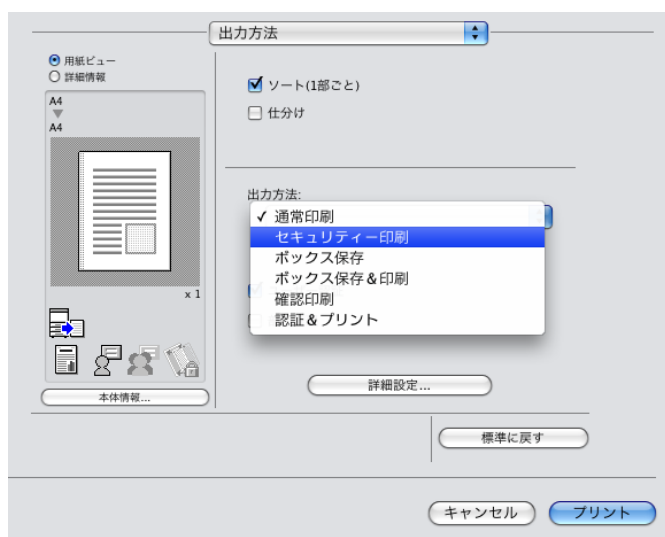 出力方法
用紙ビュー
詳細情報
A4
A4
x 1
本体情報...
ソート(1部ごと)
仕分け
出力方法:
✓ 通常印刷
セキュリティー印刷
ボックス保存
ボックス保存&印刷
確認印刷
認証&プリント
詳細設定...
標準に戻す
キャンセル
プリント